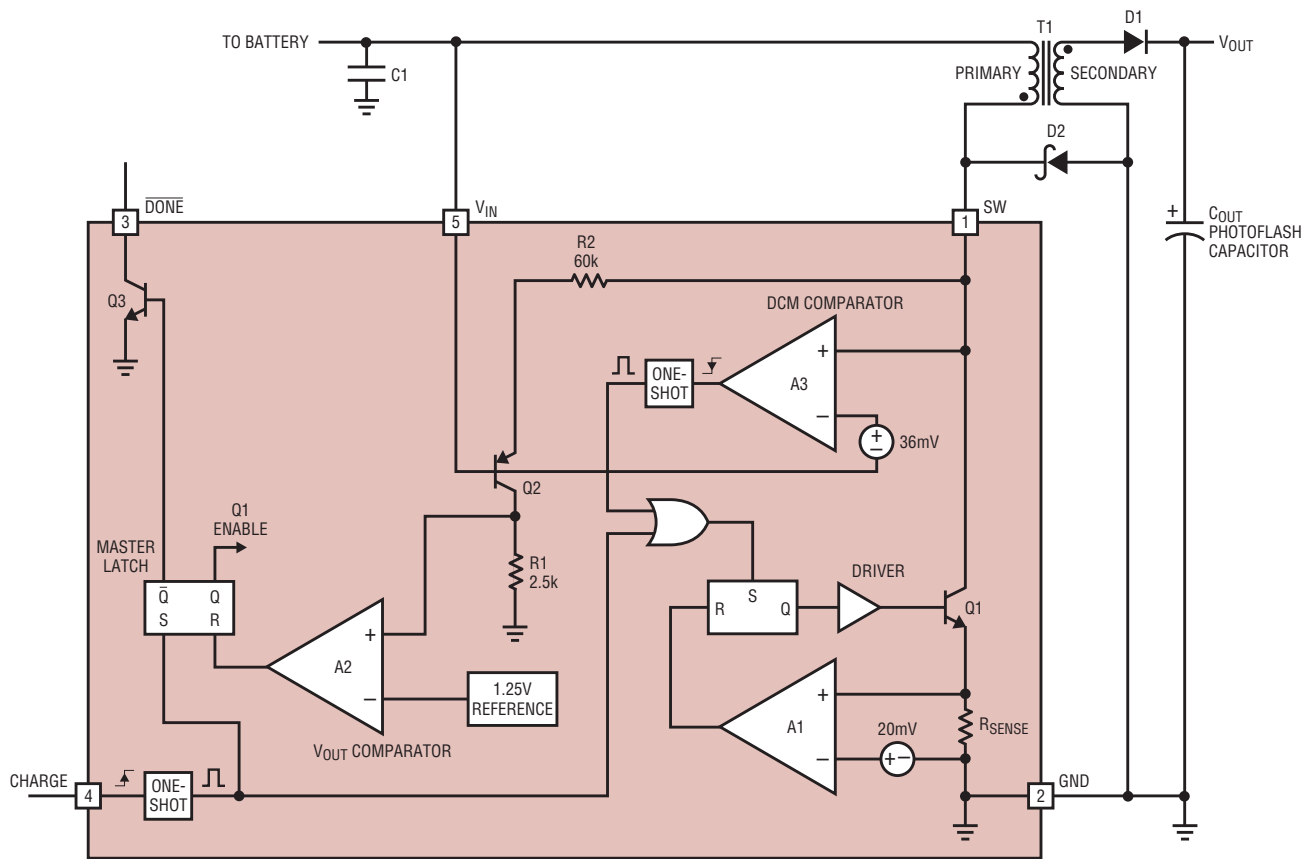 TO BATTERY
C1
T1
D1
VOUT
PRIMARY
SECONDARY
D2
DONE
VIN
SW
3
5
1
+
COUT
PHOTOFLASH
CAPACITOR
R2
60k
Q3
DCM COMPARATOR
ONE-
SHOT
A3
+
–
+
–
36mV
Q2
Q1
ENABLE
MASTER
LATCH
R1
2.5k
Q̅
Q
S
R
A2
+
–
1.25V
REFERENCE
VOUT COMPARATOR
DRIVER
R
S
Q
Q1
A1
+
–
20mV
+–
RSENSE
CHARGE
4
ONE-
SHOT
2
GND